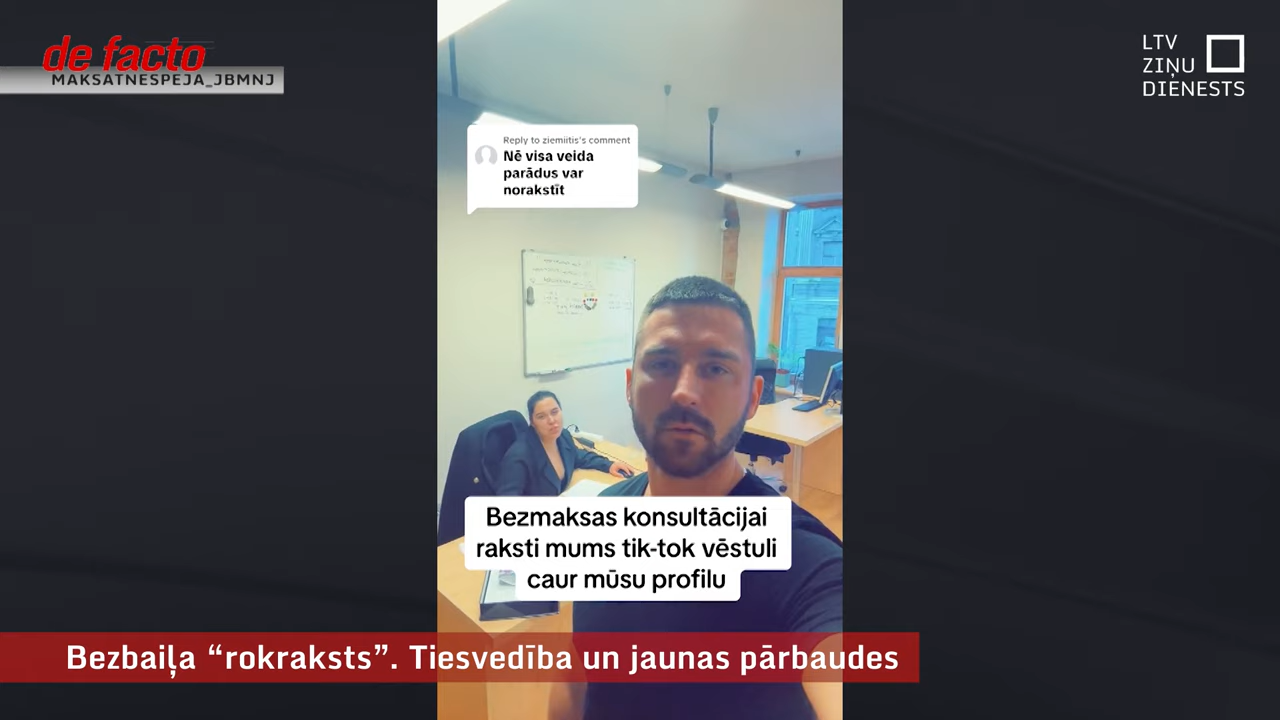 de facto
MAKSATNESPEJA_JBMNJ
LTV
ZIŅU
DIENESTS
Reply to ziemiitis's comment
Nē visa veida
parādus var
norakstīt
Bezmaksas konsultācijai
raksti mums tik-tok vēstuli
caur mūsu profilu
Bezbaiļa “rokraksts”. Tiesvedība un jaunas pārbaudes